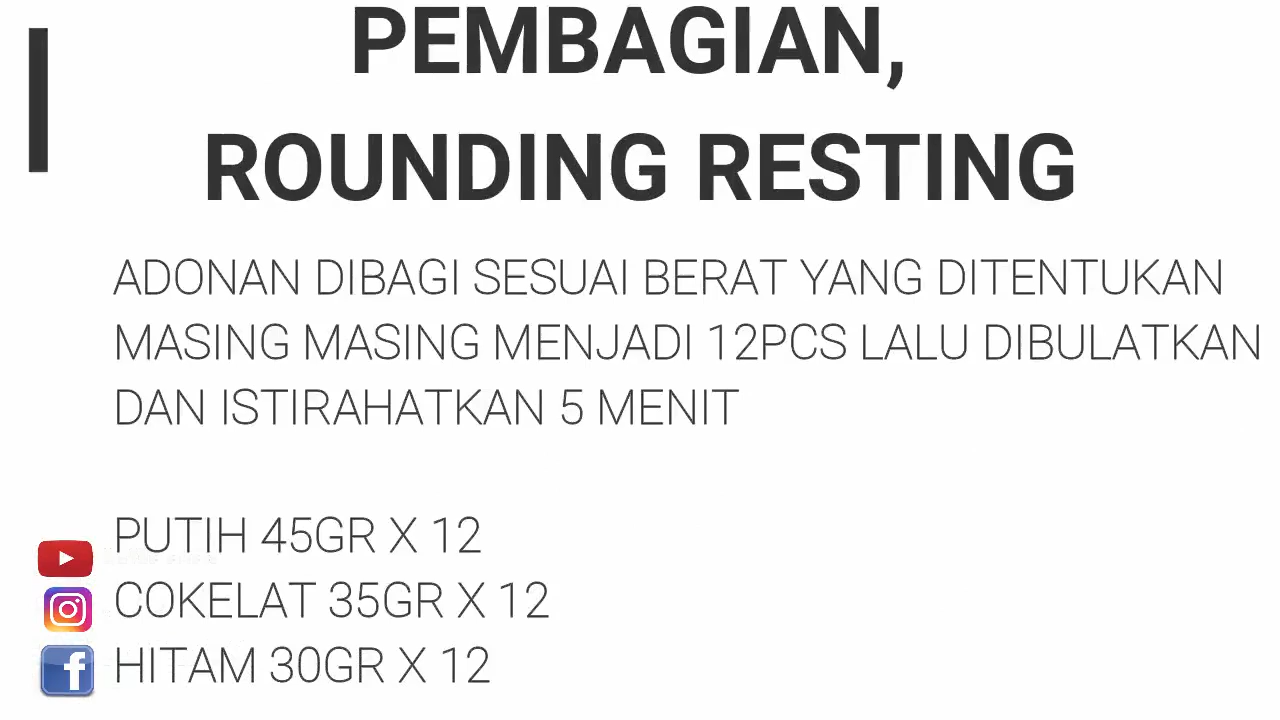 PEMBAGIAN,
ROUNDING RESTING
ADONAN DIBAGI SESUAI BERAT YANG DITENTUKAN
MASING MASING MENJADI 12PCS LALU DIBULATKAN
DAN ISTIRAHATKAN 5 MENIT
PUTIH 45GR X 12
COKELAT 35GR X 12
HITAM 30GR X 12